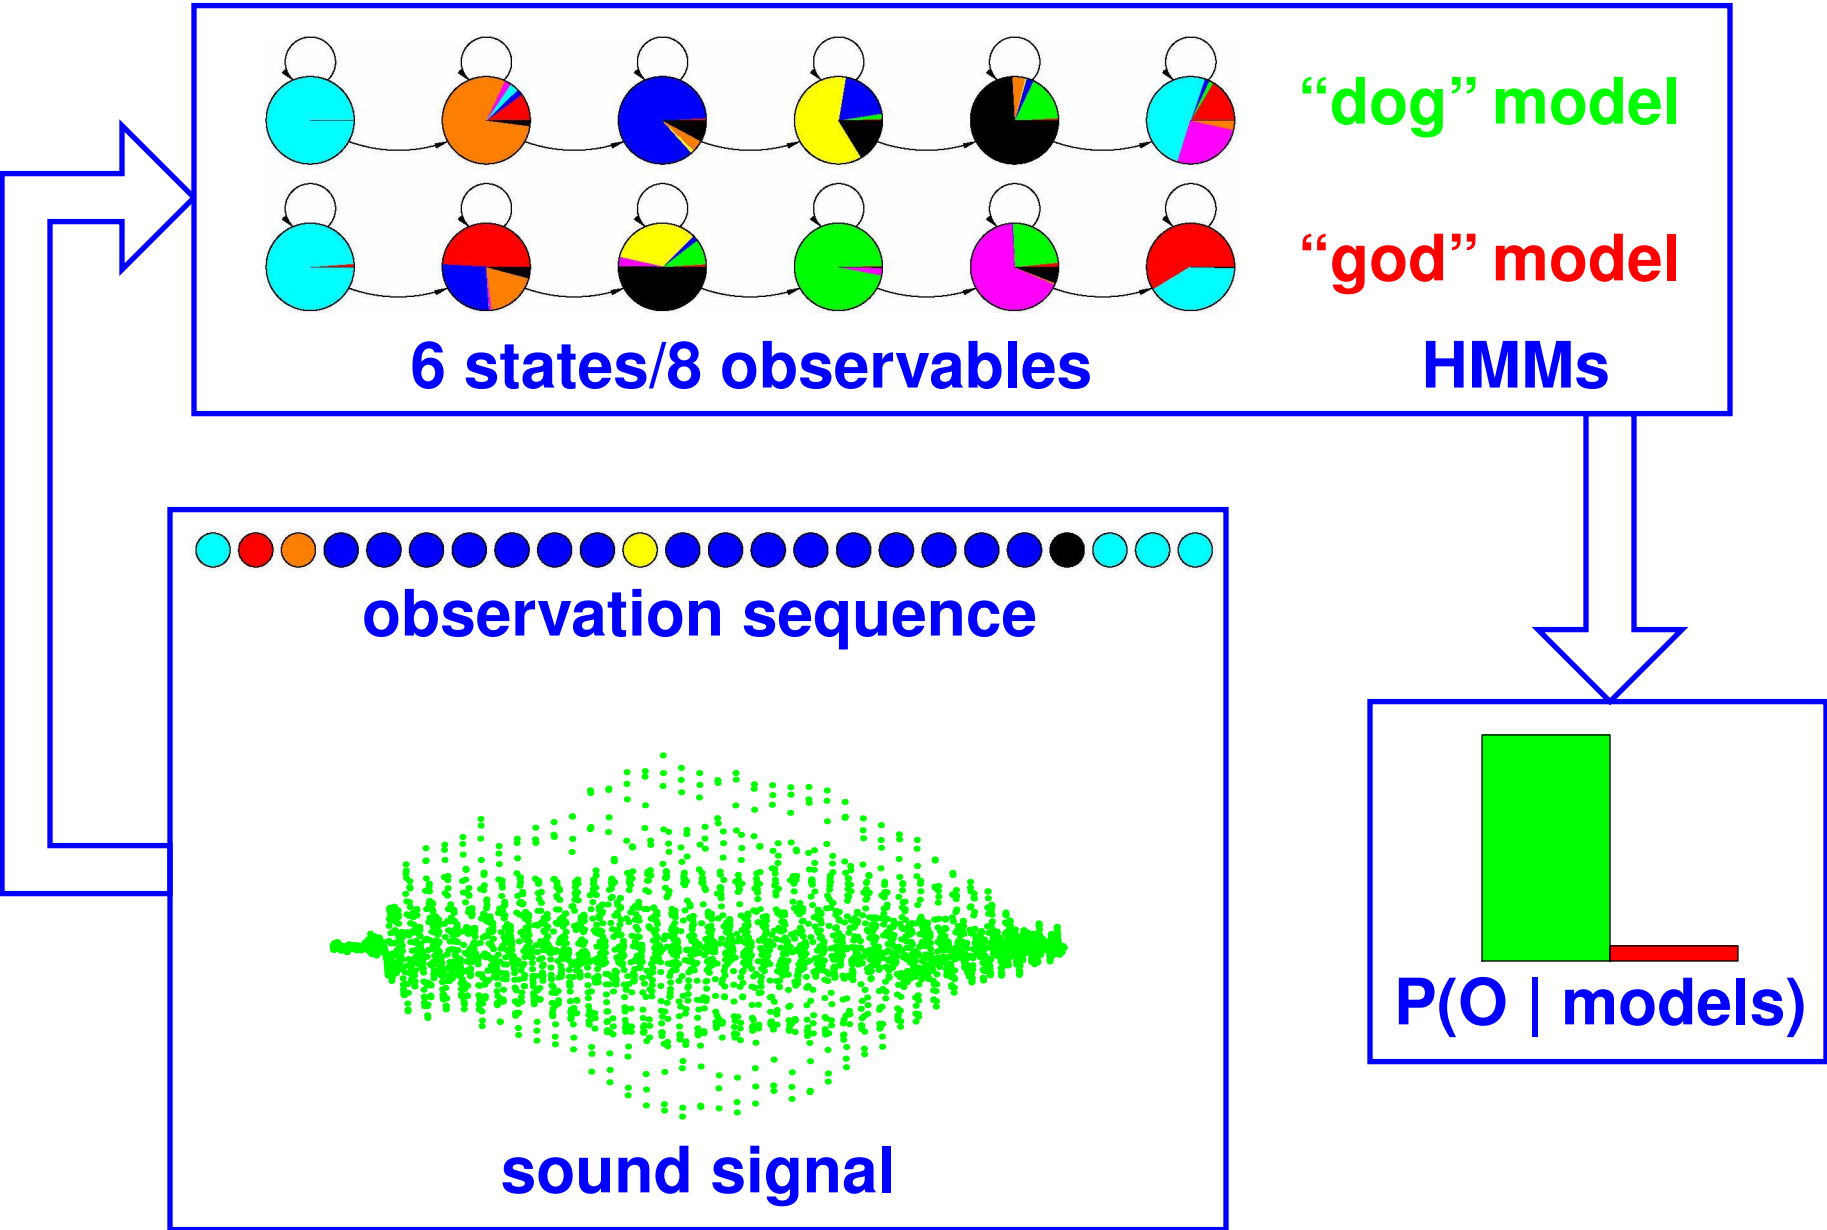 “dog” model
“god” model
6 states/8 observables HMMs
observation sequence
sound signal
P(O | models)